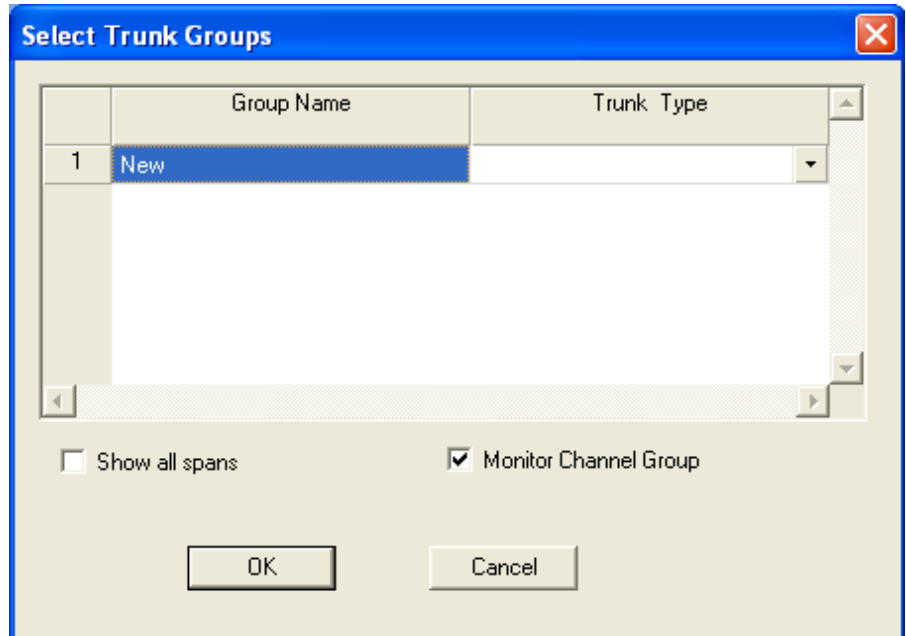 Select Trunk Groups
Group Name Trunk Type
1 New
Show all spans Monitor Channel Group
OK Cancel